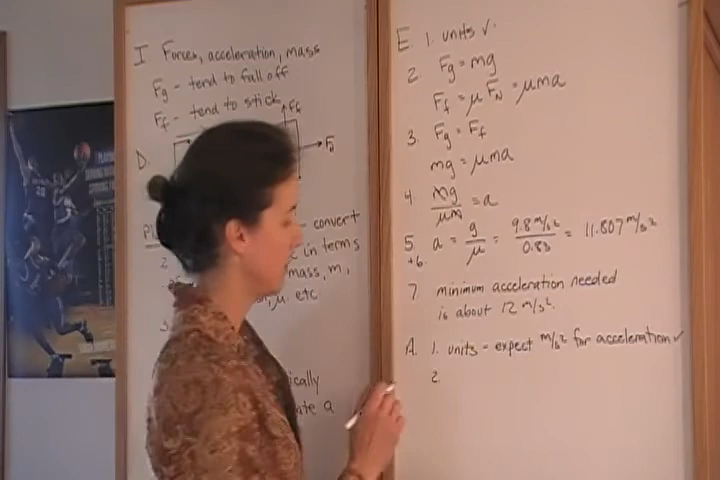 I Forces, acceleration, mass
Fg - tend to fall off
Ff - tend to stick
Ff
D.
convert
in terms
mass, m,
μ. etc
ically
ate a
E. 1. units ✓
2. Fg = mg
Ff = μ FN = μma
3. Fg = Ff
mg = μma
4. mg/μm = a
5. a = g/μ = 9.8 m/s²/0.83 = 11.807 m/s²
+6.
7. minimum acceleration needed
is about 12 m/s².
A. 1. units - expect m/s² for acceleration ✓
2.